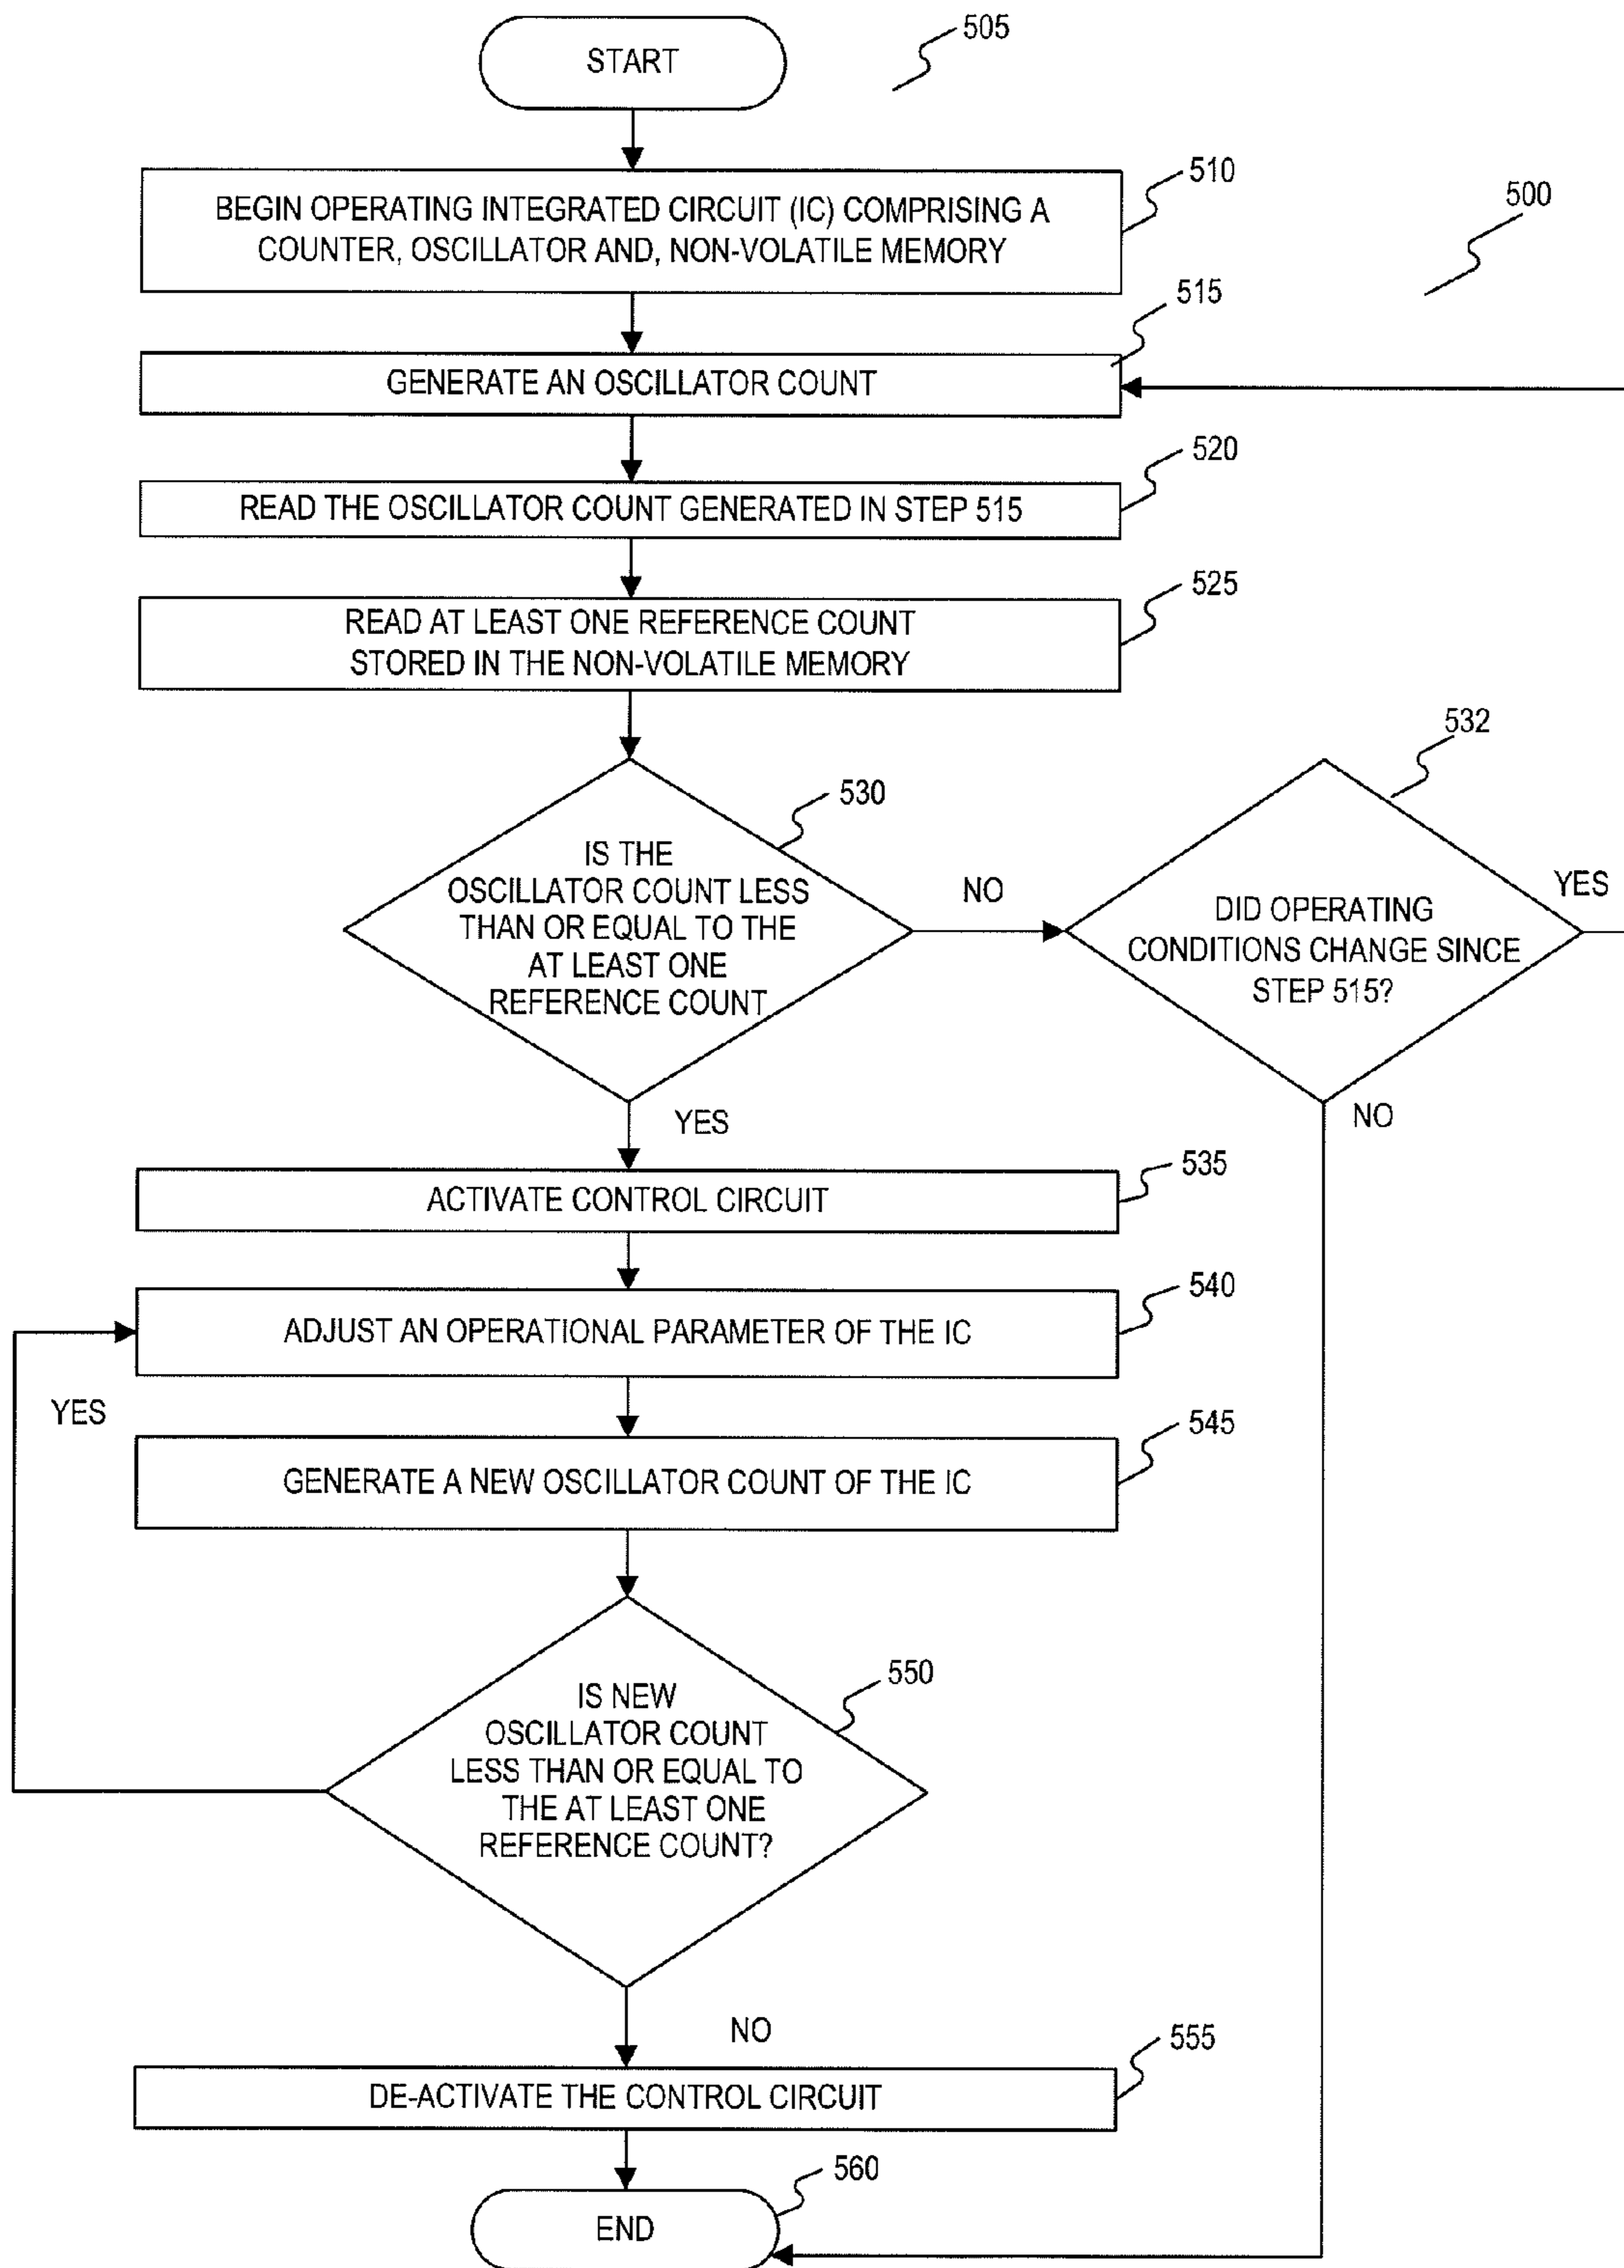 START
505
BEGIN OPERATING INTEGRATED CIRCUIT (IC) COMPRISING A
COUNTER, OSCILLATOR AND, NON-VOLATILE MEMORY
510
500
515
GENERATE AN OSCILLATOR COUNT
520
READ THE OSCILLATOR COUNT GENERATED IN STEP 515
525
READ AT LEAST ONE REFERENCE COUNT
STORED IN THE NON-VOLATILE MEMORY
530
IS THE
OSCILLATOR COUNT LESS
THAN OR EQUAL TO THE
AT LEAST ONE
REFERENCE COUNT
NO
532
DID OPERATING
CONDITIONS CHANGE SINCE
STEP 515?
YES
NO
YES
535
ACTIVATE CONTROL CIRCUIT
540
ADJUST AN OPERATIONAL PARAMETER OF THE IC
YES
545
GENERATE A NEW OSCILLATOR COUNT OF THE IC
550
IS NEW
OSCILLATOR COUNT
LESS THAN OR EQUAL TO
THE AT LEAST ONE
REFERENCE COUNT?
NO
555
DE-ACTIVATE THE CONTROL CIRCUIT
560
END